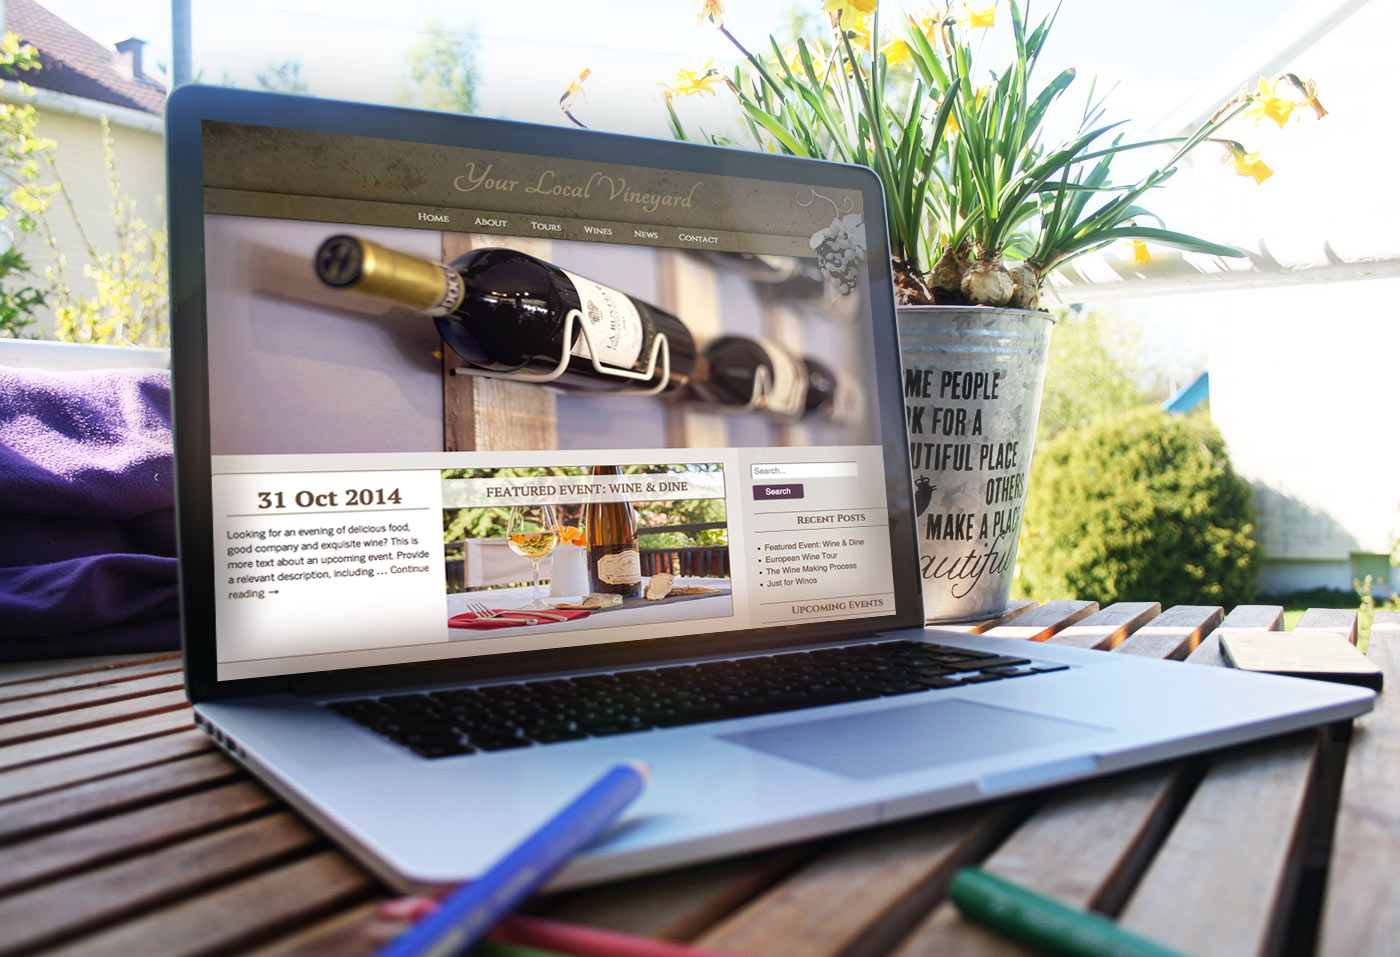 Your Local Vineyard
Home About Tours Wines News Contact
31 Oct 2014
Looking for an evening of delicious food,
good company and exquisite wine? This is
more text about an upcoming event. Provide
a relevant description, including ... Continue
reading →
FEATURED EVENT: WINE & DINE
Search...
Search
Recent Posts
• Featured Event: Wine & Dine
• European Wine Tour
• The Wine Making Process
• Just for Winos
Upcoming Events
ME PEOPLE
K FOR A
UTIFUL PLACE
OTHERS
MAKE A PLAC
autiful